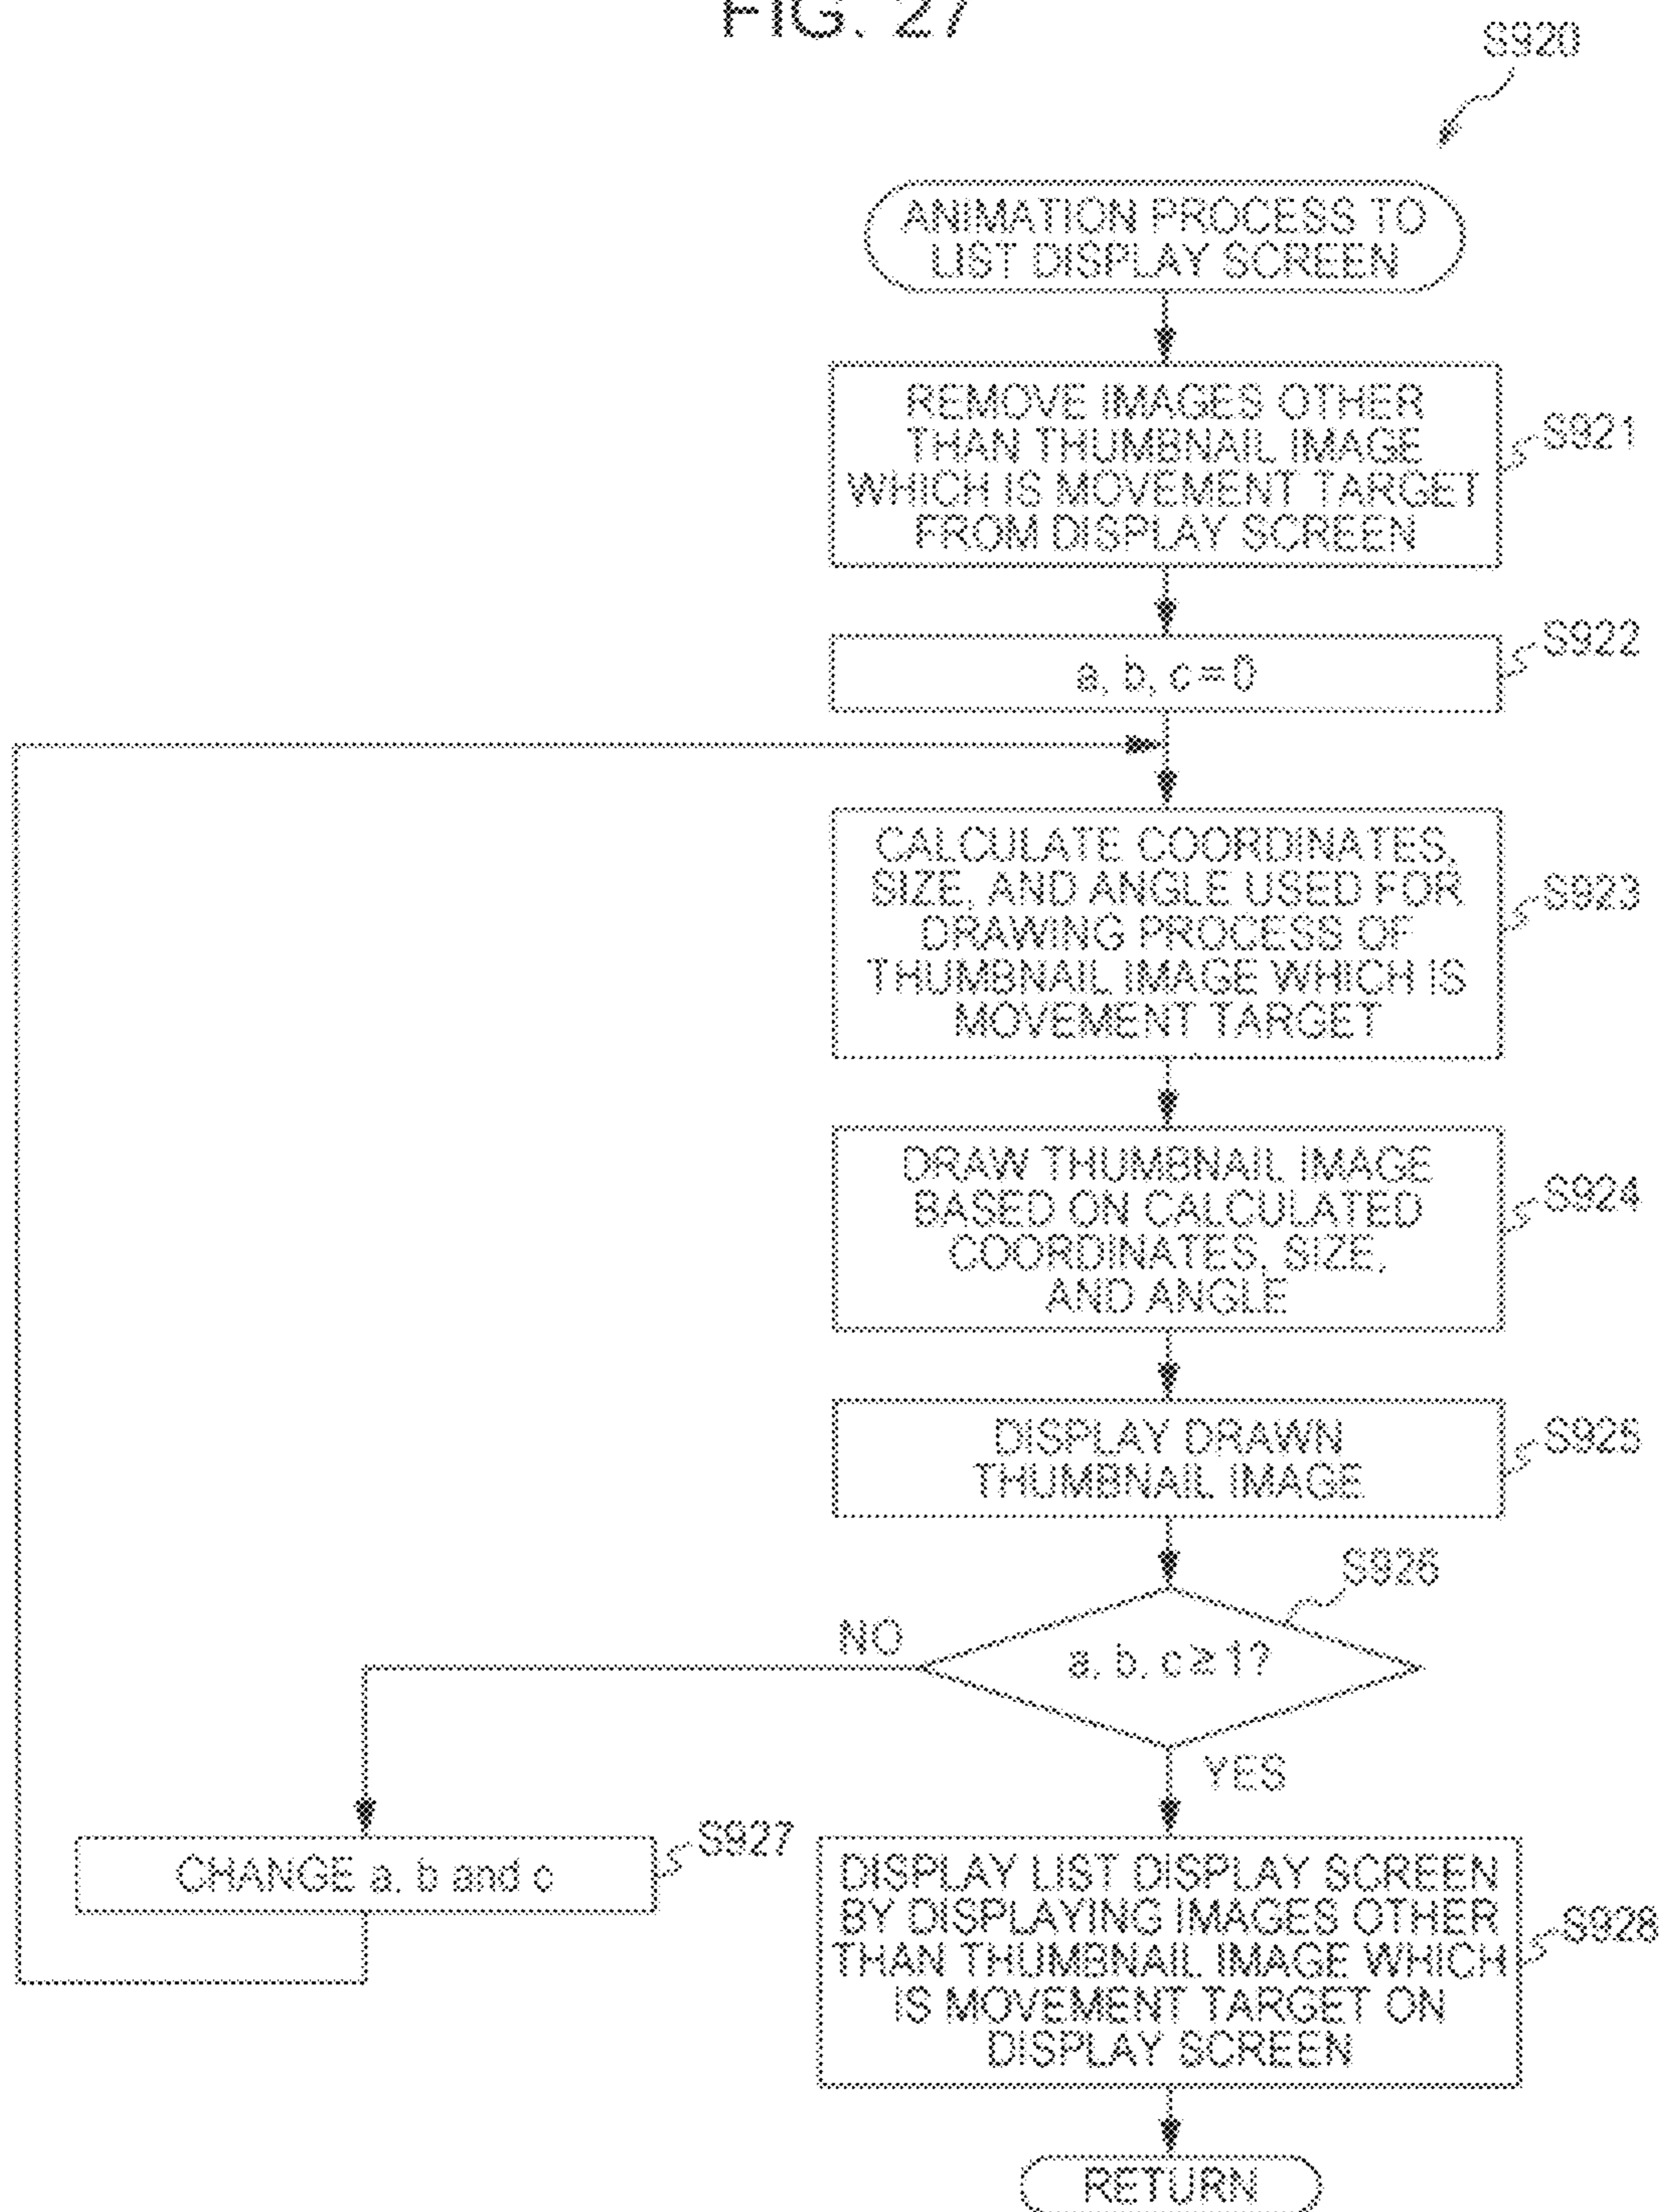 FIG. 27
S920
ANIMATION PROCESS TO
LIST DISPLAY SCREEN
REMOVE IMAGES OTHER
THAN THUMBNAIL IMAGE
WHICH IS MOVEMENT TARGET
FROM DISPLAY SCREEN
S921
a, b, c=0
S922
CALCULATE COORDINATES,
SIZE, AND ANGLE USED FOR
DRAWING PROCESS OF
THUMBNAIL IMAGE WHICH IS
MOVEMENT TARGET
S923
DRAW THUMBNAIL IMAGE
BASED ON CALCULATED
COORDINATES, SIZE,
AND ANGLE
S924
DISPLAY DRAWN
THUMBNAIL IMAGE
S925
S926
a, b, c≥1?
NO
YES
CHANGE a, b and c
S927
DISPLAY LIST DISPLAY SCREEN
BY DISPLAYING IMAGES OTHER
THAN THUMBNAIL IMAGE WHICH
IS MOVEMENT TARGET ON
DISPLAY SCREEN
S928
RETURN